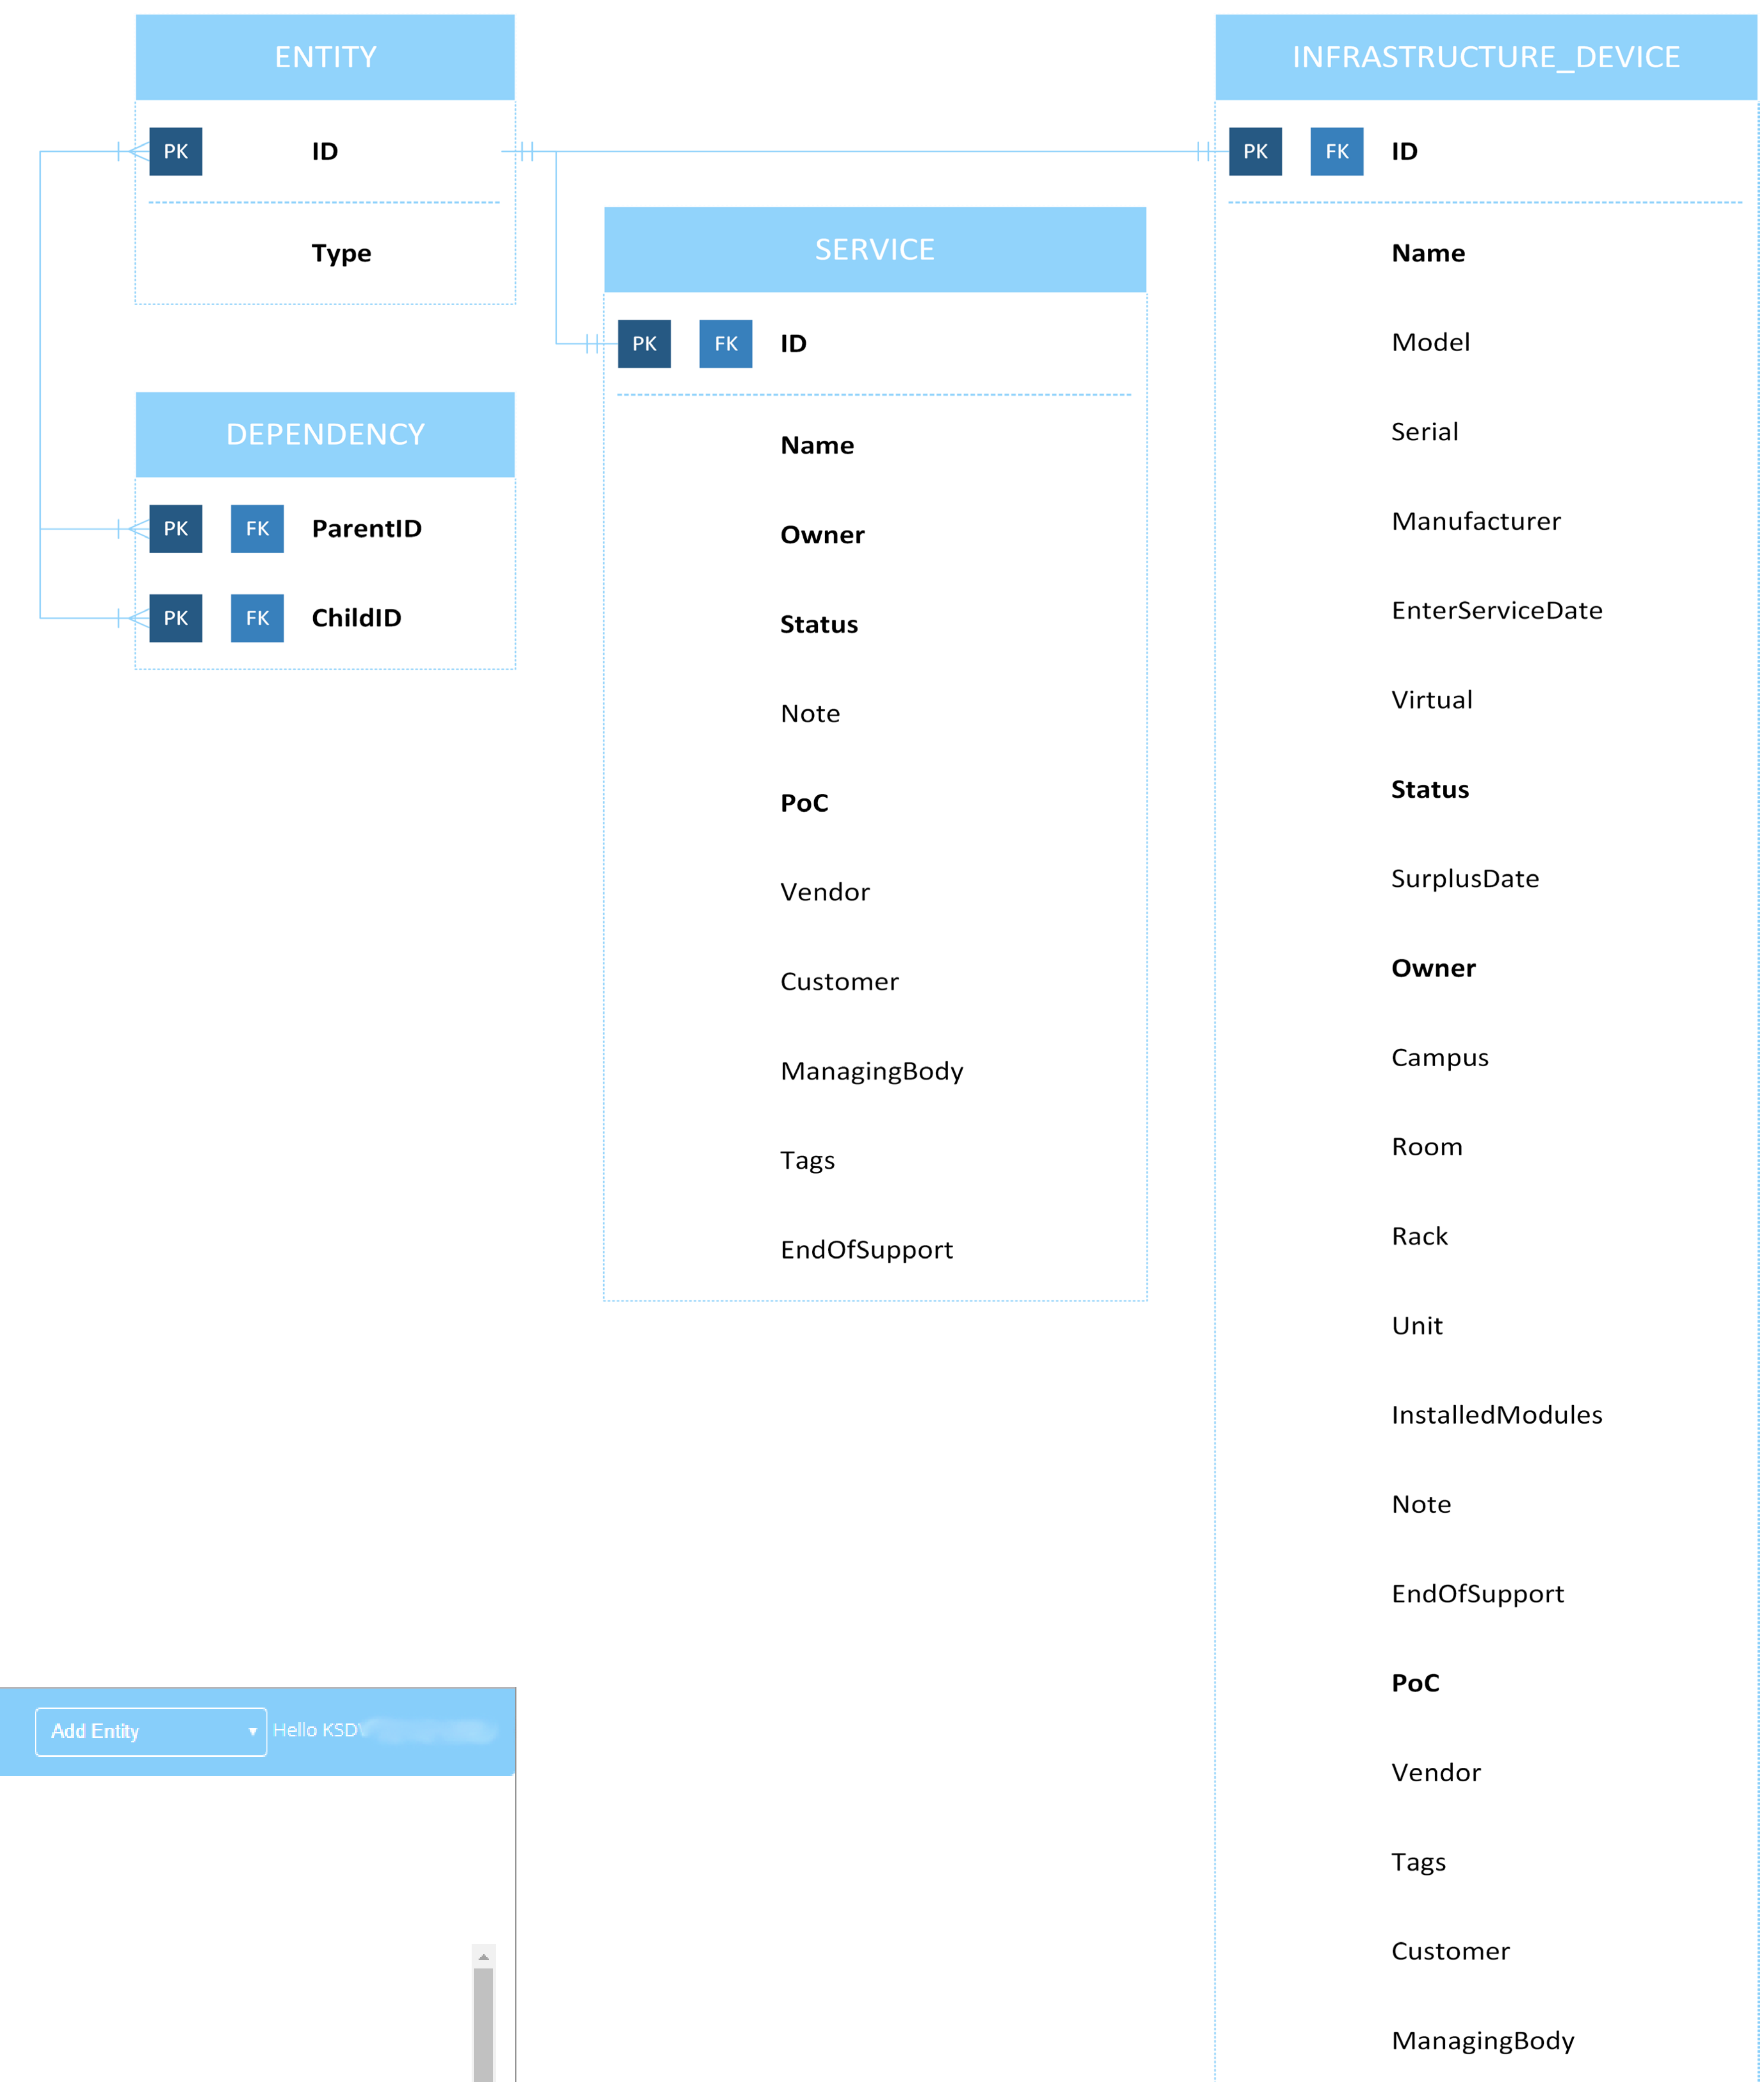 ENTITY
PK ID
Type
DEPENDENCY
PK FK ParentID
PK FK ChildID
SERVICE
PK FK ID
Name
Owner
Status
Note
PoC
Vendor
Customer
ManagingBody
Tags
EndOfSupport
INFRASTRUCTURE_DEVICE
PK FK ID
Name
Model
Serial
Manufacturer
EnterServiceDate
Virtual
Status
SurplusDate
Owner
Campus
Room
Rack
Unit
InstalledModules
Note
EndOfSupport
PoC
Vendor
Tags
Customer
ManagingBody
Add Entity
Hello